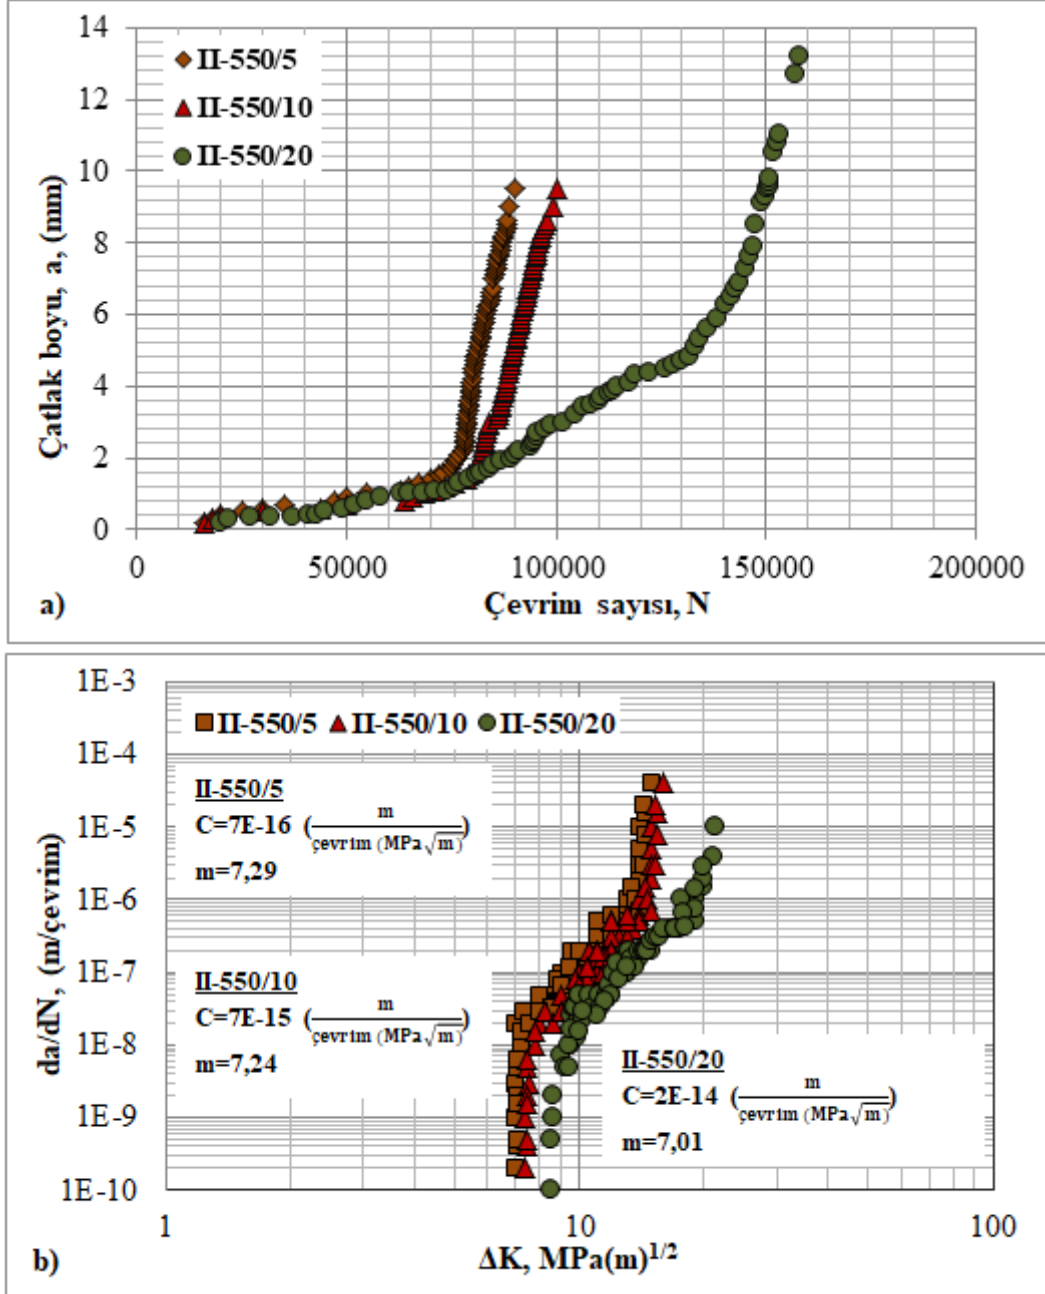 14
12
10
8
6
4
2
0
II-550/5
II-550/10
II-550/20
Çatlak boyu, a, (mm)
0 50000 100000 150000 200000
Çevrim sayısı, N
a)
1E-3
1E-4
1E-5
1E-6
1E-7
1E-8
1E-9
1E-10
II-550/5 II-550/10 II-550/20
II-550/5
C=7E-16 (m / çevrim (MPa√m))
m=7,29
II-550/10
C=7E-15 (m / çevrim (MPa√m))
m=7,24
II-550/20
C=2E-14 (m / çevrim (MPa√m))
m=7,01
da/dN, (m/çevrim)
1 10 100
ΔK, MPa(m)^1/2
b)